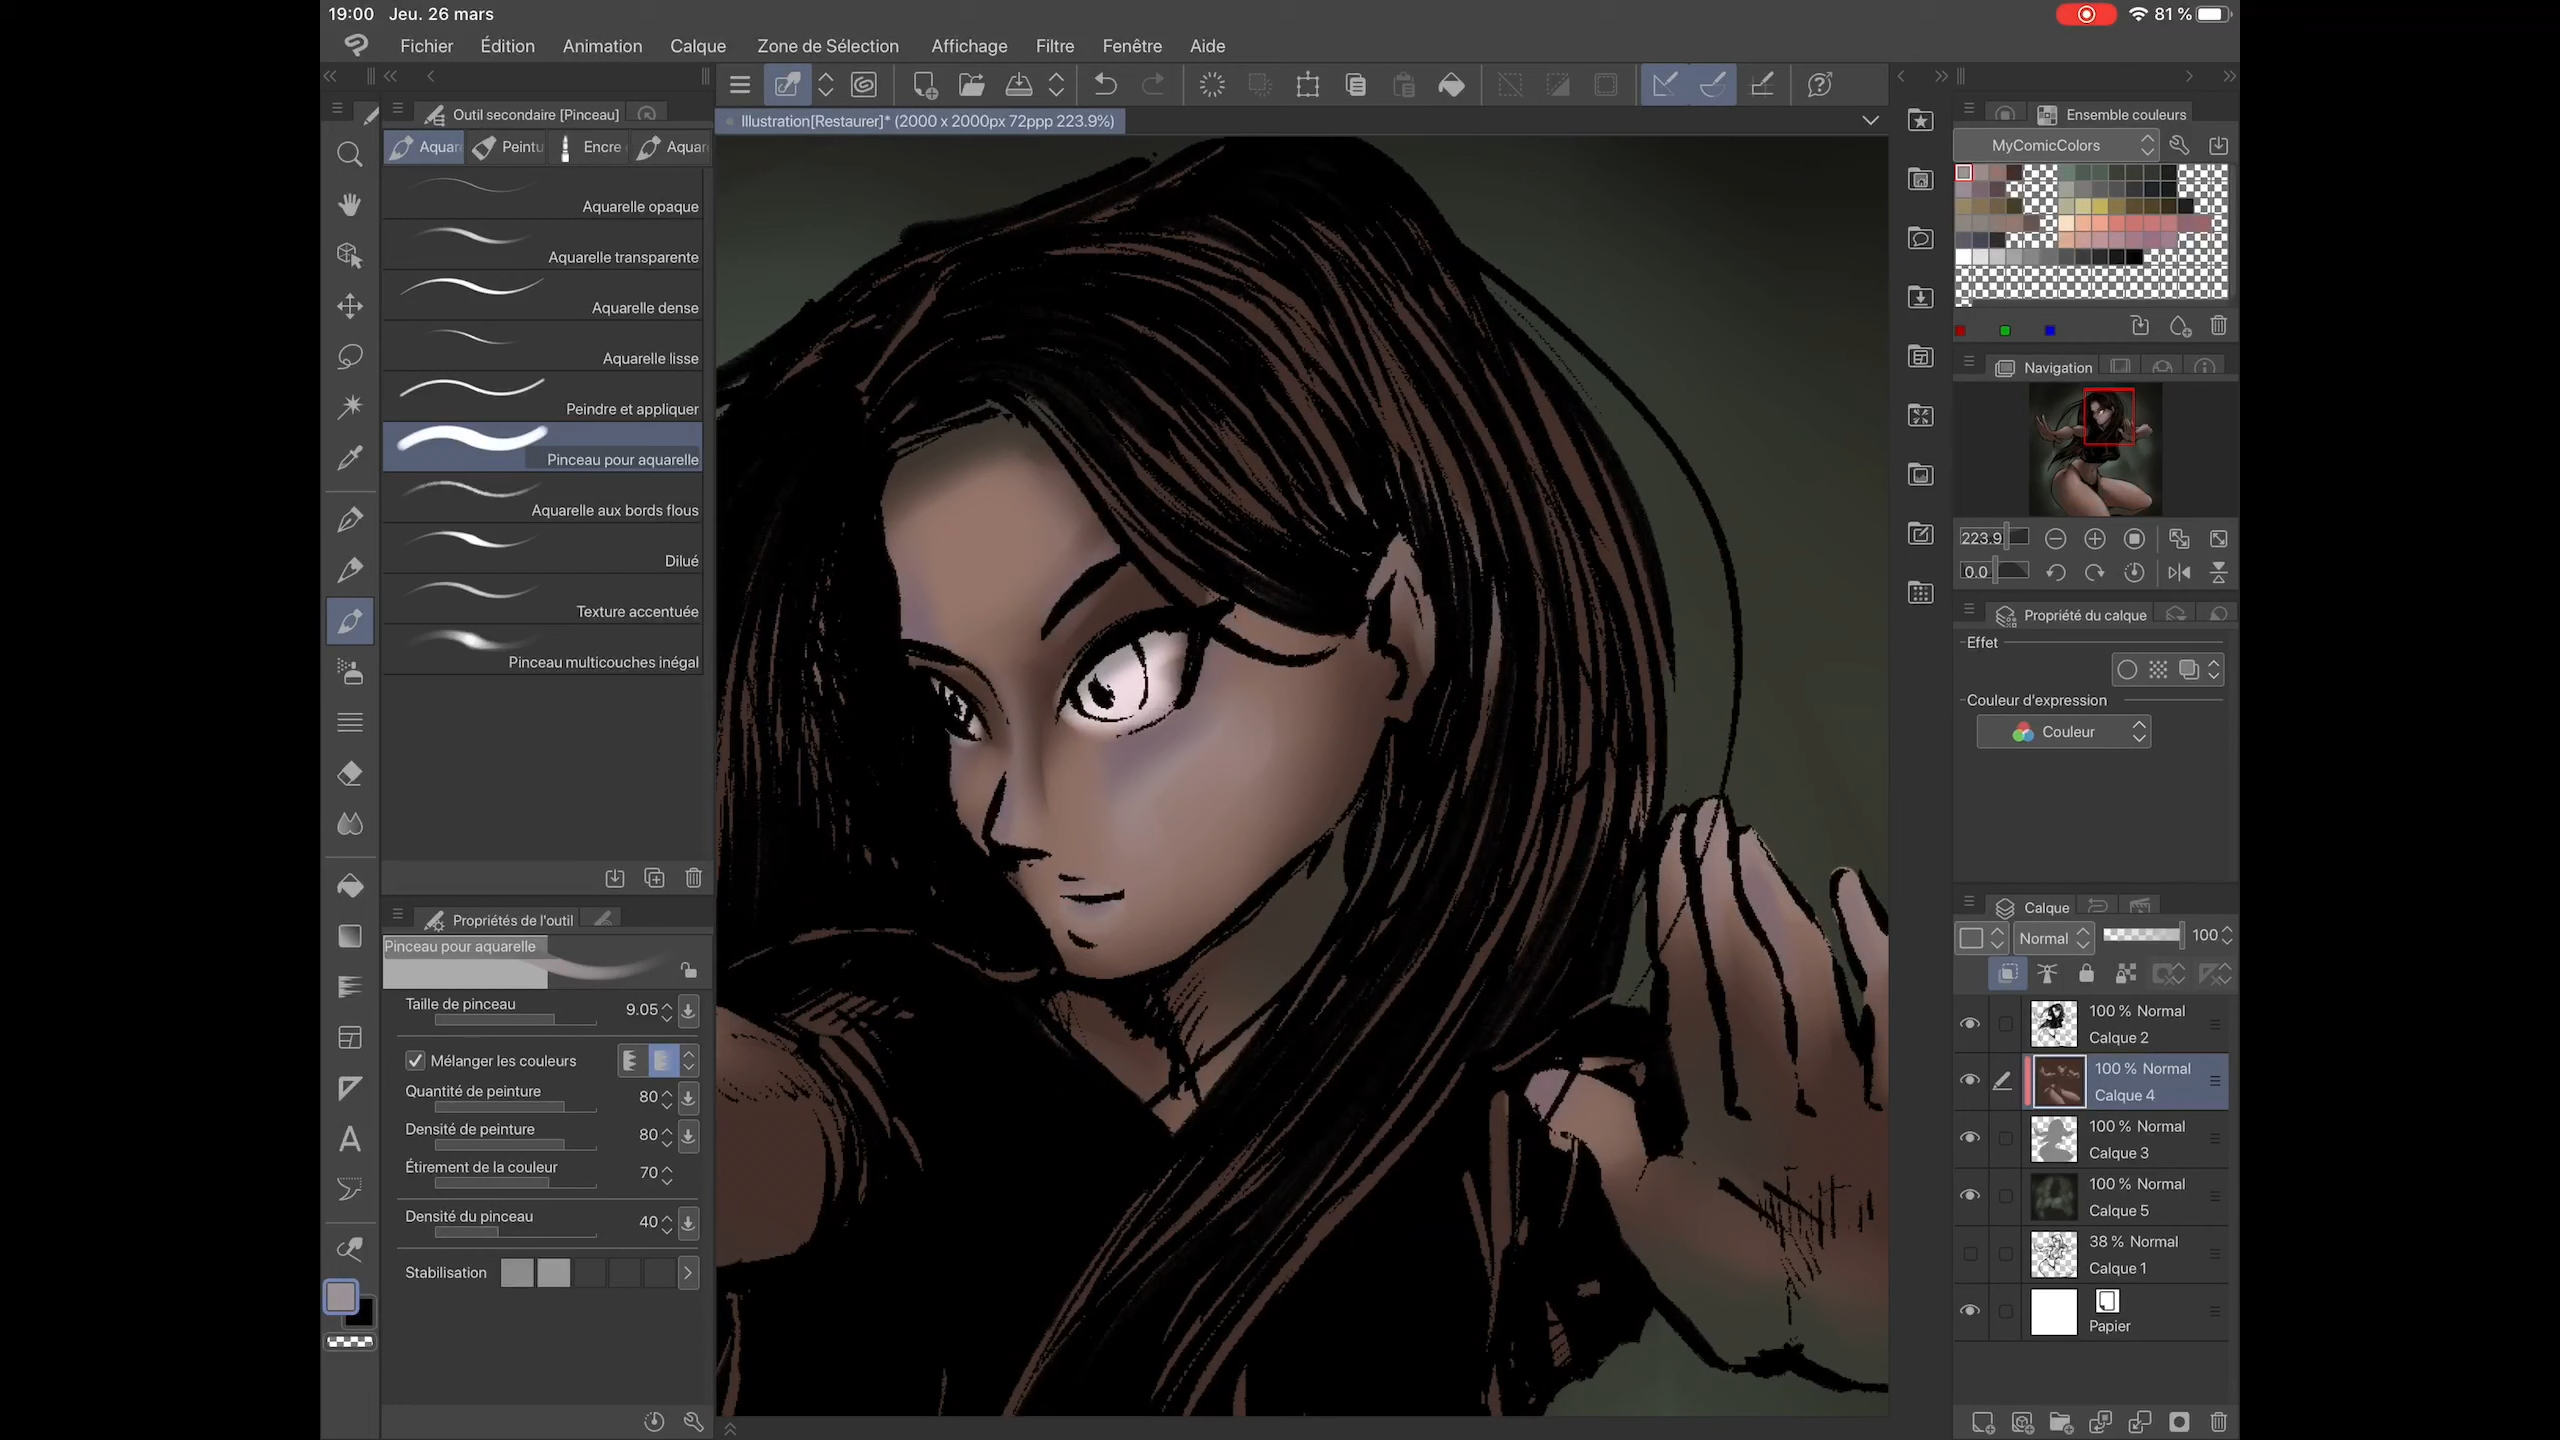 19:00 Jeu. 26 mars
81 %
Fichier Édition Animation Calque Zone de Sélection Affichage Filtre Fenêtre Aide
Outil secondaire [Pinceau]
Aquar Peintu Encre Aquar
Aquarelle opaque
Aquarelle transparente
Aquarelle dense
Aquarelle lisse
Peindre et appliquer
Pinceau pour aquarelle
Aquarelle aux bords flous
Dilué
Texture accentuée
Pinceau multicouches inégal
Propriétés de l'outil
Pinceau pour aquarelle
Taille de pinceau 9.05
Mélanger les couleurs
Quantité de peinture 80
Densité de peinture 80
Étirement de la couleur 70
Densité du pinceau 40
Stabilisation
Illustration[Restaurer]* (2000 x 2000px 72ppp 223.9%)
Ensemble couleurs
MyComicColors
Navigation
223.9
0.0
Propriété du calque
Effet
Couleur d'expression
Couleur
Calque
Normal 100
100 % Normal
Calque 2
100 % Normal
Calque 4
100 % Normal
Calque 3
100 % Normal
Calque 5
38 % Normal
Calque 1
Papier